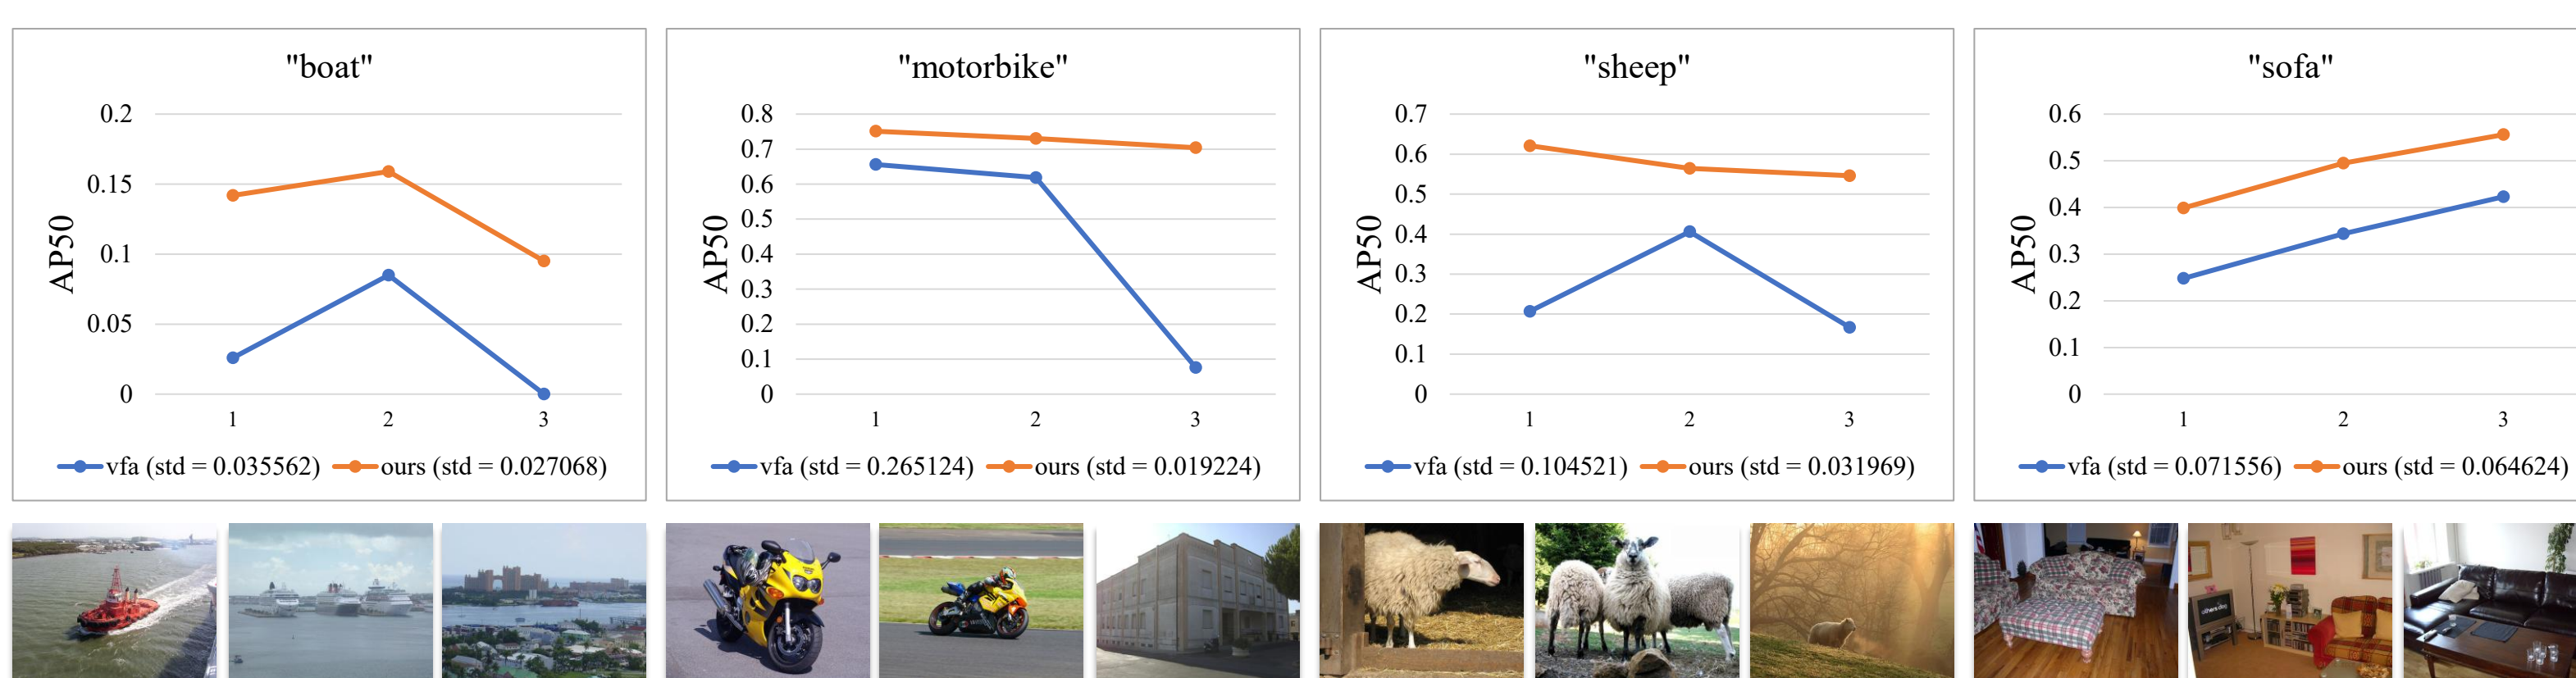 "boat"
0.2
0.15
0.1
0.05
0
AP50
1 2 3
vfa (std = 0.035562) ours (std = 0.027068)
"motorbike"
0.8
0.7
0.6
0.5
0.4
0.3
0.2
0.1
0
AP50
1 2 3
vfa (std = 0.265124) ours (std = 0.019224)
"sheep"
0.7
0.6
0.5
0.4
0.3
0.2
0.1
0
AP50
1 2 3
vfa (std = 0.104521) ours (std = 0.031969)
"sofa"
0.6
0.5
0.4
0.3
0.2
0.1
0
AP50
1 2 3
vfa (std = 0.071556) ours (std = 0.064624)